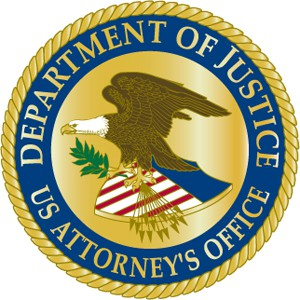 DEPARTMENT OF JUSTICE
US ATTORNEY'S OFFICE